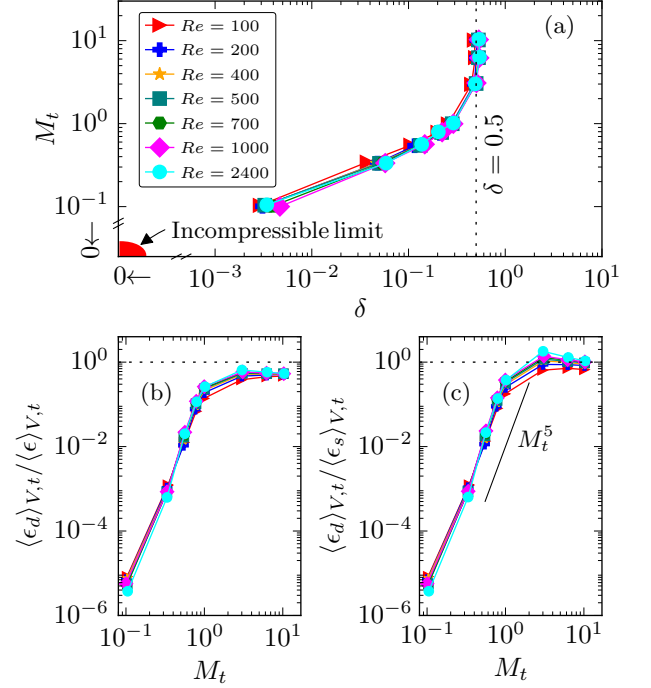 (a)
M_t
10^1
10^0
10^{-1}
0←
Re = 100
Re = 200
Re = 400
Re = 500
Re = 700
Re = 1000
Re = 2400
δ = 0.5
Incompressible limit
0← 10^{-3} 10^{-2} 10^{-1} 10^0 10^1
δ
(b)
⟨ϵ_d⟩_{V,t}/⟨ϵ⟩_{V,t}
10^0
10^{-2}
10^{-4}
10^{-6}
10^{-1} 10^0 10^1
M_t
(c)
⟨ϵ_d⟩_{V,t}/⟨ϵ_s⟩_{V,t}
10^0
10^{-2}
10^{-4}
10^{-6}
M_t^5
10^{-1} 10^0 10^1
M_t